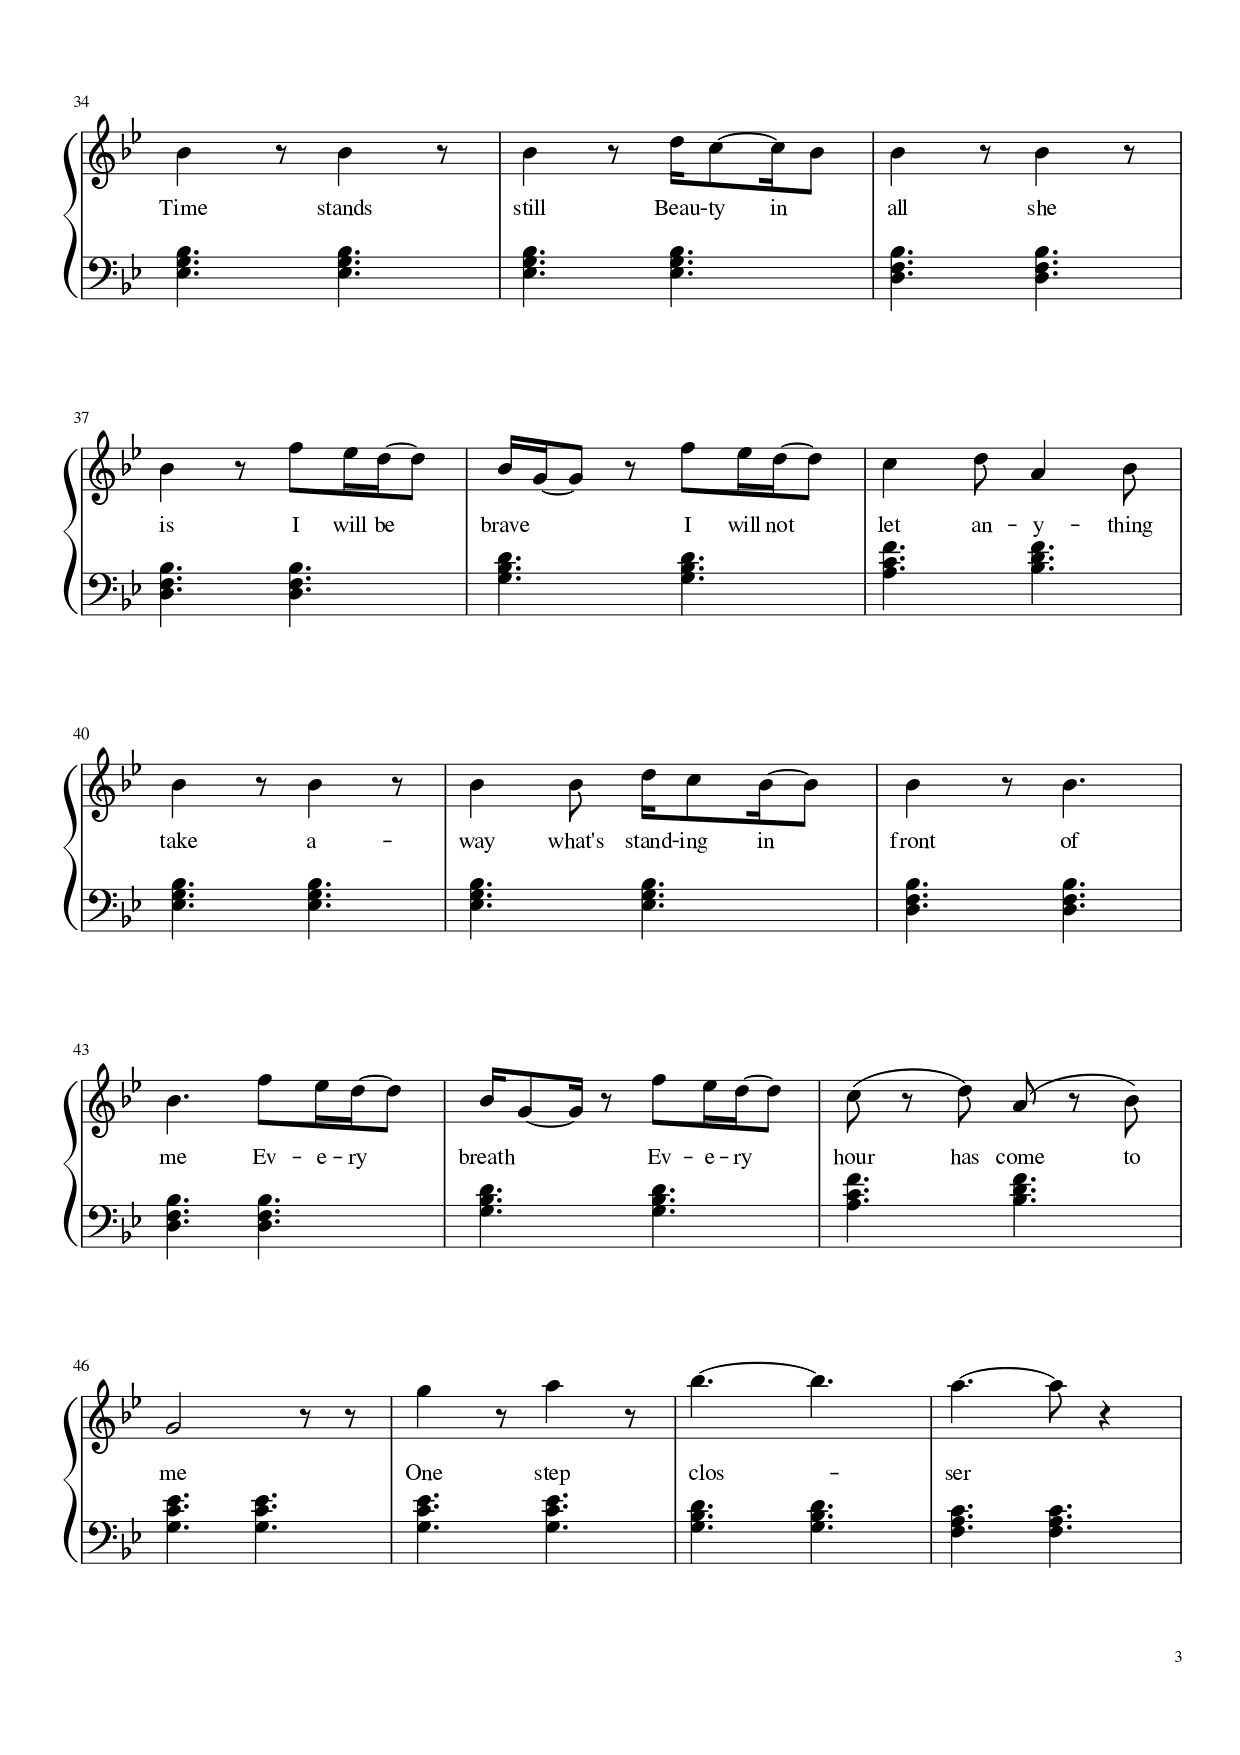 34
Time stands still Beau-ty in all she
37
is I will be brave I will not let an - y - thing
40
take a - way what's stand-ing in front of
43
me Ev - e - ry breath Ev - e - ry hour has come to
46
me One step clos - ser
3